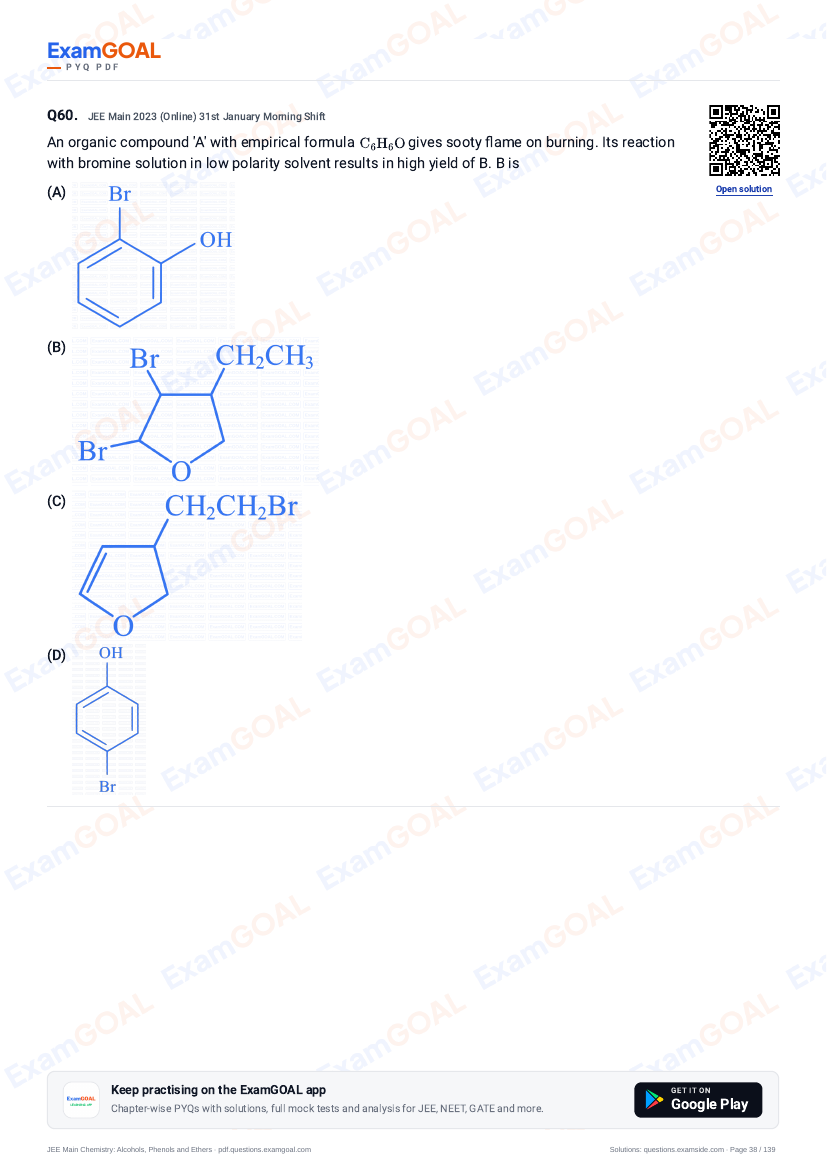 ExamGOAL
PYQ PDF
Q60. JEE Main 2023 (Online) 31st January Morning Shift
An organic compound 'A' with empirical formula C₆H₆O gives sooty flame on burning. Its reaction
with bromine solution in low polarity solvent results in high yield of B. B is
Open solution
(A)
Br
OH
(B)
Br
CH₂CH₃
Br
O
(C)
CH₂CH₂Br
O
(D)
OH
Br
Keep practising on the ExamGOAL app
Chapter-wise PYQs with solutions, full mock tests and analysis for JEE, NEET, GATE and more.
GET IT ON
Google Play
JEE Main Chemistry: Alcohols, Phenols and Ethers · pdf.questions.examgoal.com
Solutions: questions.examside.com · Page 38 / 139